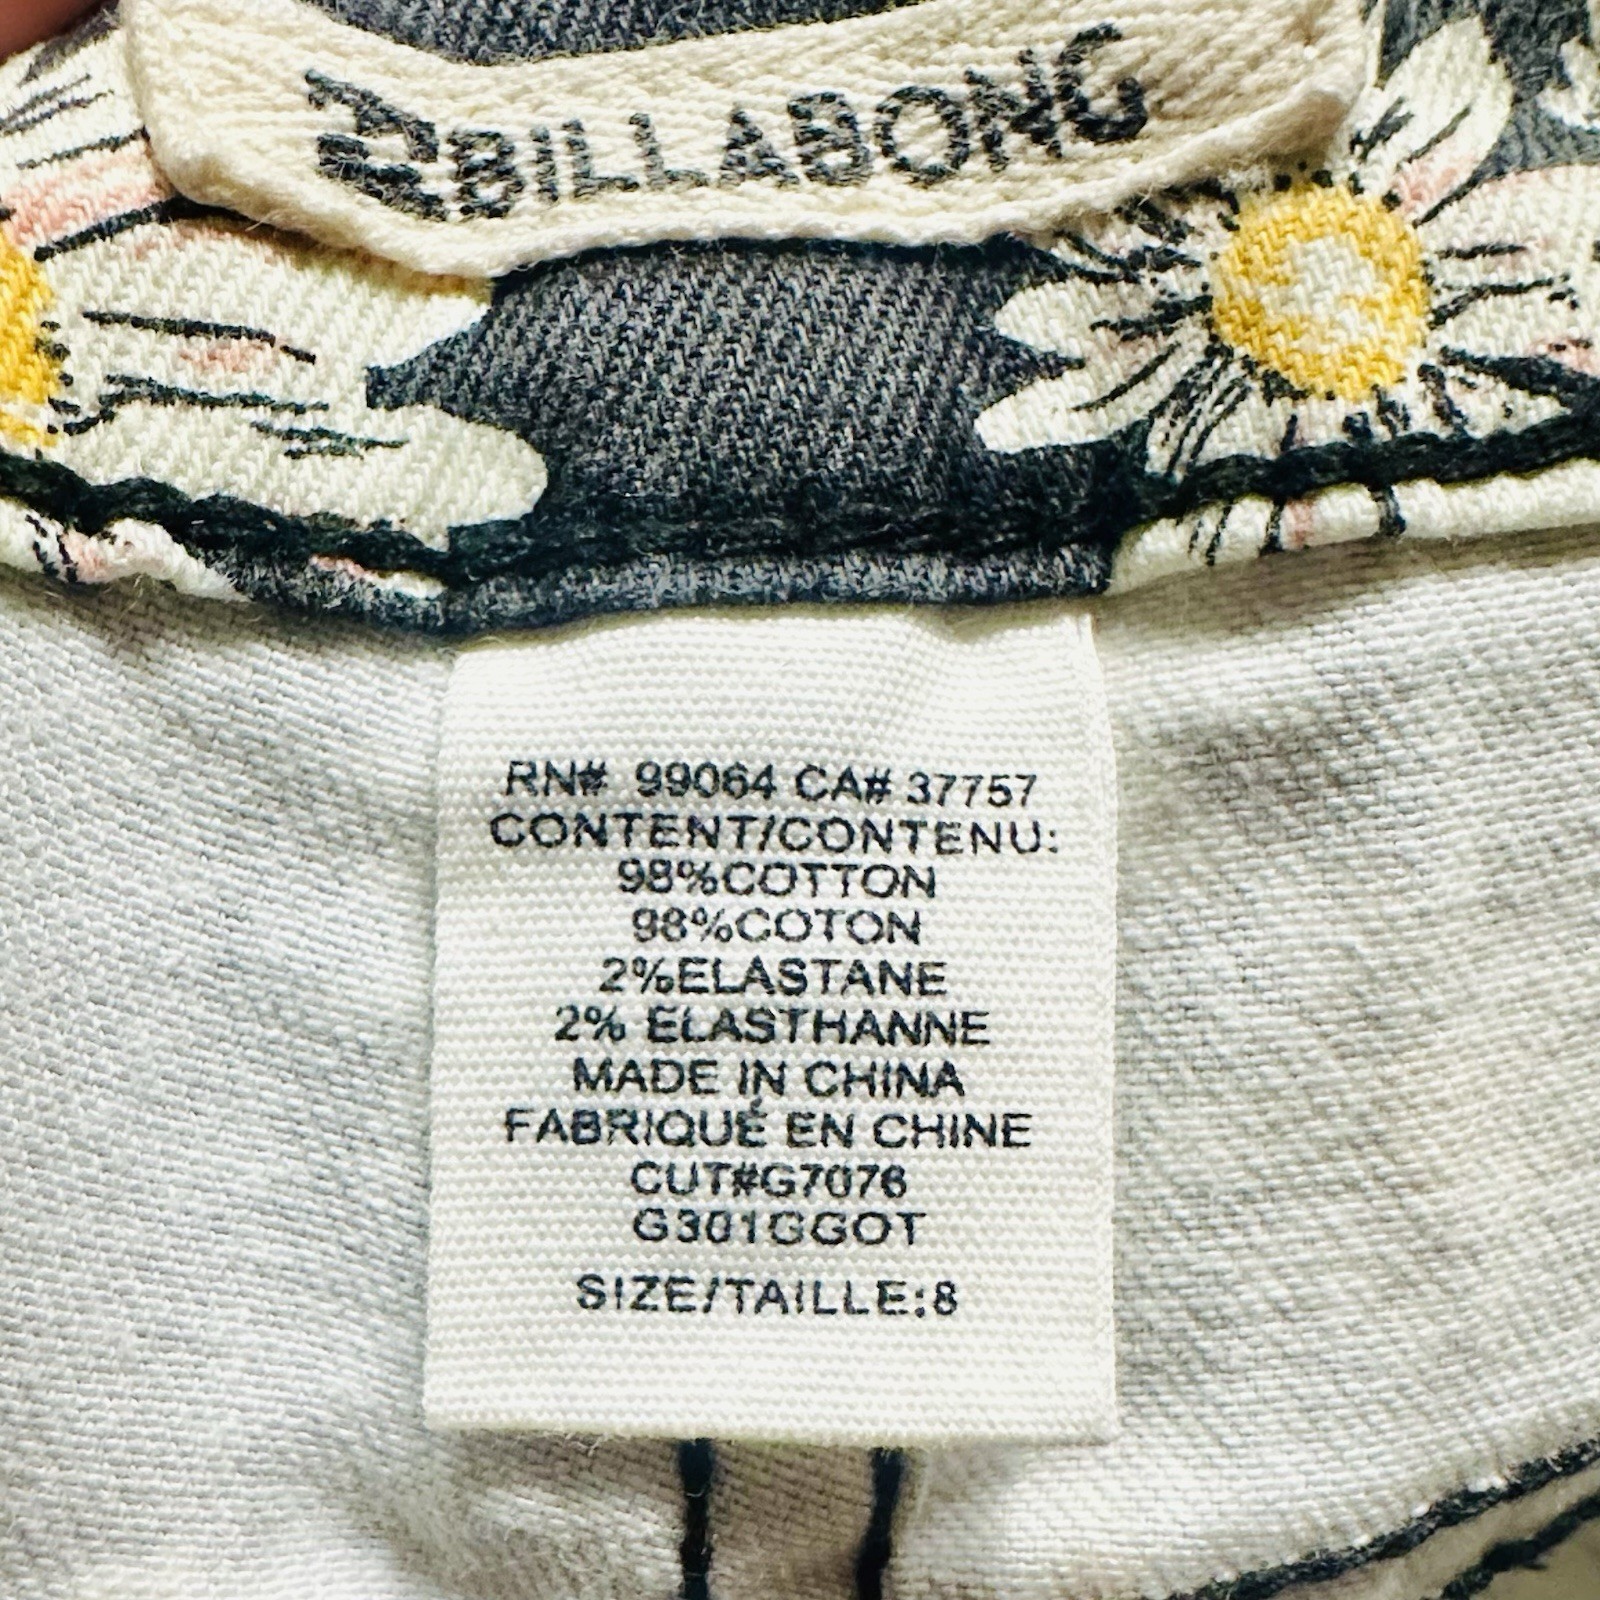 BILLABONG
RN# 99064 CA# 37757
CONTENT/CONTENU:
98%COTTON
98%COTON
2%ELASTANE
2% ELASTHANNE
MADE IN CHINA
FABRIQUÉ EN CHINE
CUT#G7076
G301GGOT
SIZE/TAILLE:8